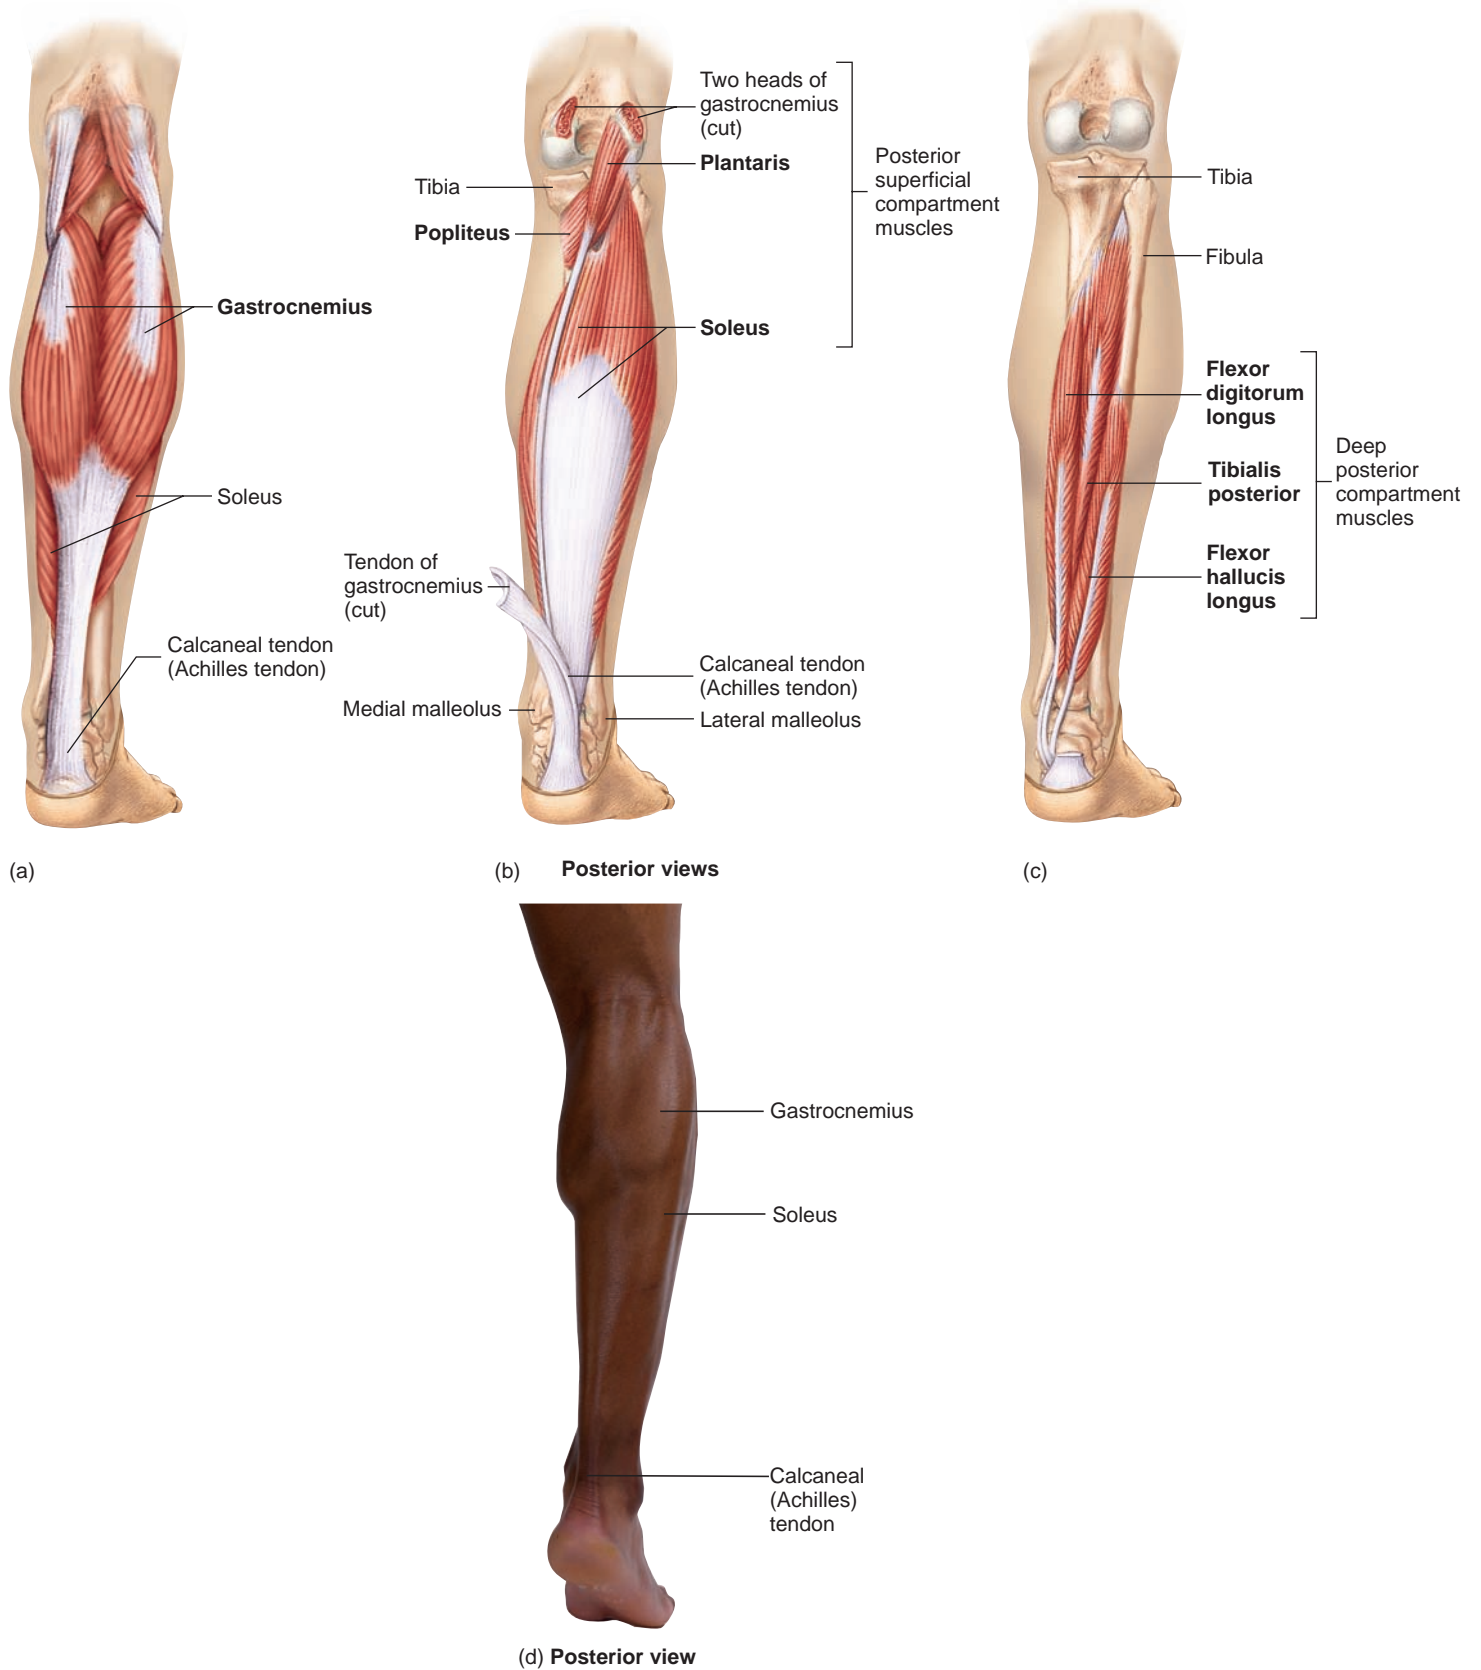 Gastrocnemius
Soleus
Calcaneal tendon
(Achilles tendon)
(a)
Two heads of
gastrocnemius
(cut)
Plantaris
Tibia
Popliteus
Posterior
superficial
compartment
muscles
Soleus
Tendon of
gastrocnemius
(cut)
Calcaneal tendon
(Achilles tendon)
Medial malleolus
Lateral malleolus
(b)
Posterior views
Tibia
Fibula
Flexor
digitorum
longus
Tibialis
posterior
Flexor
hallucis
longus
Deep
posterior
compartment
muscles
(c)
Gastrocnemius
Soleus
Calcaneal
(Achilles)
tendon
(d) Posterior view